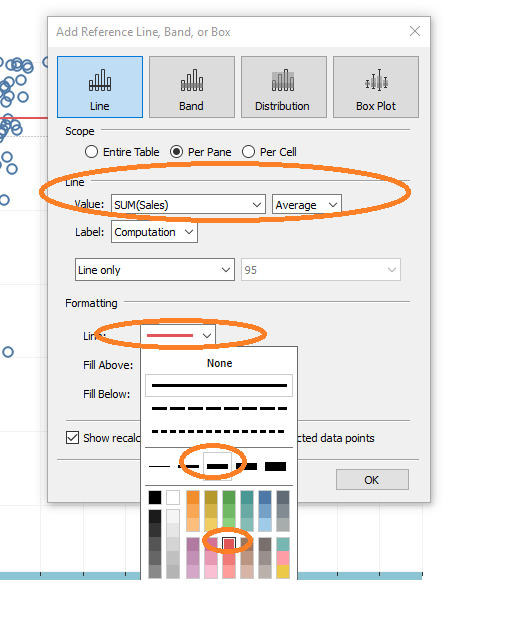 Add Reference Line, Band, or Box
Line Band Distribution Box Plot
Scope
Entire Table Per Pane Per Cell
Line
Value: SUM(Sales) Average
Label: Computation
Line only 95
Formatting
Line:
None
Fill Above:
Fill Below:
Show recalc cted data points
OK